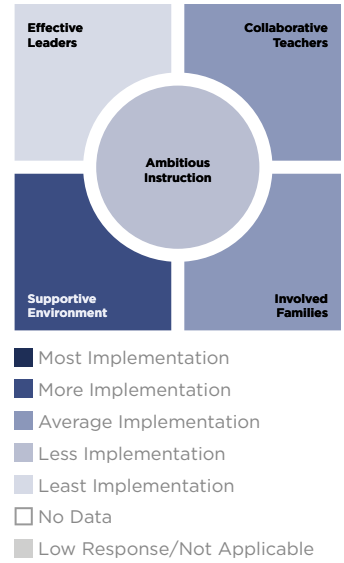 Effective
Leaders
Collaborative
Teachers
Ambitious
Instruction
Supportive
Environment
Involved
Families
Most Implementation
More Implementation
Average Implementation
Less Implementation
Least Implementation
No Data
Low Response/Not Applicable